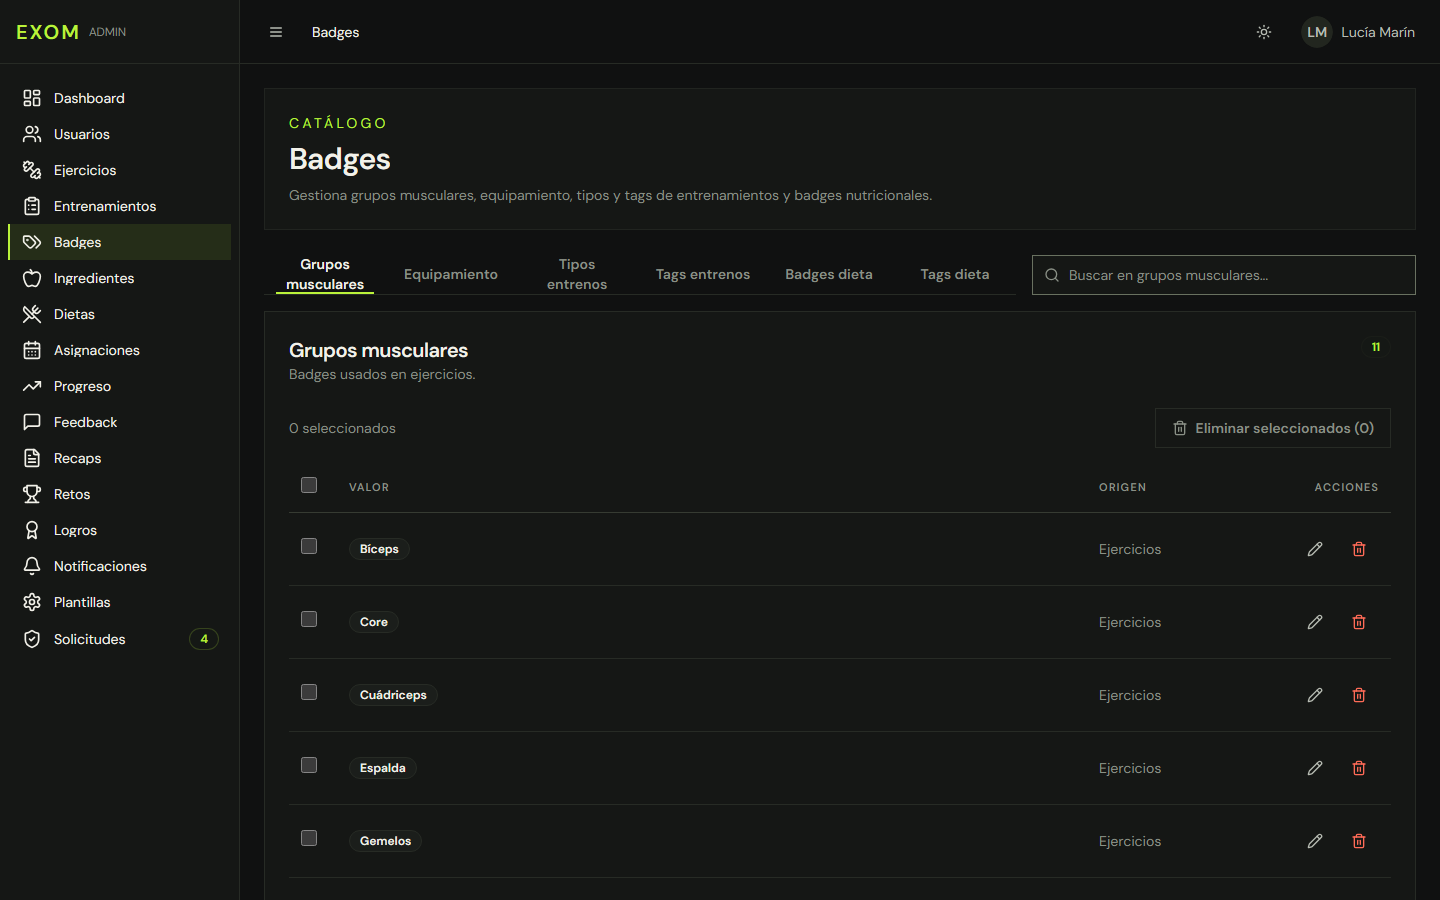 EXOM ADMIN
Badges
LM Lucía Marín
Dashboard
Usuarios
Ejercicios
Entrenamientos
Badges
Ingredientes
Dietas
Asignaciones
Progreso
Feedback
Recaps
Retos
Logros
Notificaciones
Plantillas
Solicitudes 4
CATÁLOGO
Badges
Gestiona grupos musculares, equipamiento, tipos y tags de entrenamientos y badges nutricionales.
Grupos musculares
Equipamiento
Tipos entrenos
Tags entrenos
Badges dieta
Tags dieta
Buscar en grupos musculares...
Grupos musculares
11
Badges usados en ejercicios.
0 seleccionados
Eliminar seleccionados (0)
VALOR ORIGEN ACCIONES
Bíceps Ejercicios
Core Ejercicios
Cuádriceps Ejercicios
Espalda Ejercicios
Gemelos Ejercicios